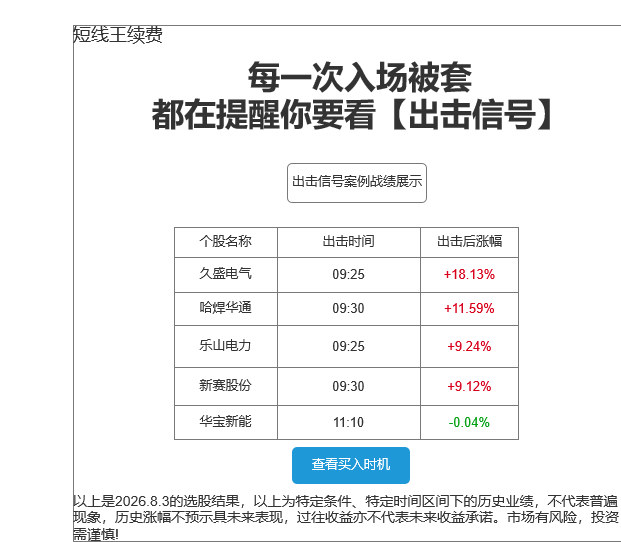 短线王续费
每一次入场被套
都在提醒你要看【出击信号】
出击信号案例战绩展示
个股名称 出击时间 出击后涨幅
久盛电气 09:25 +18.13%
哈焊华通 09:30 +11.59%
乐山电力 09:25 +9.24%
新赛股份 09:30 +9.12%
华宝新能 11:10 -0.04%
查看买入时机
以上是2026.8.3的选股结果，以上为特定条件、特定时间区间下的历史业绩，不代表普遍
现象，历史涨幅不预示具未来表现，过往收益亦不代表未来收益承诺。市场有风险，投资
需谨慎!